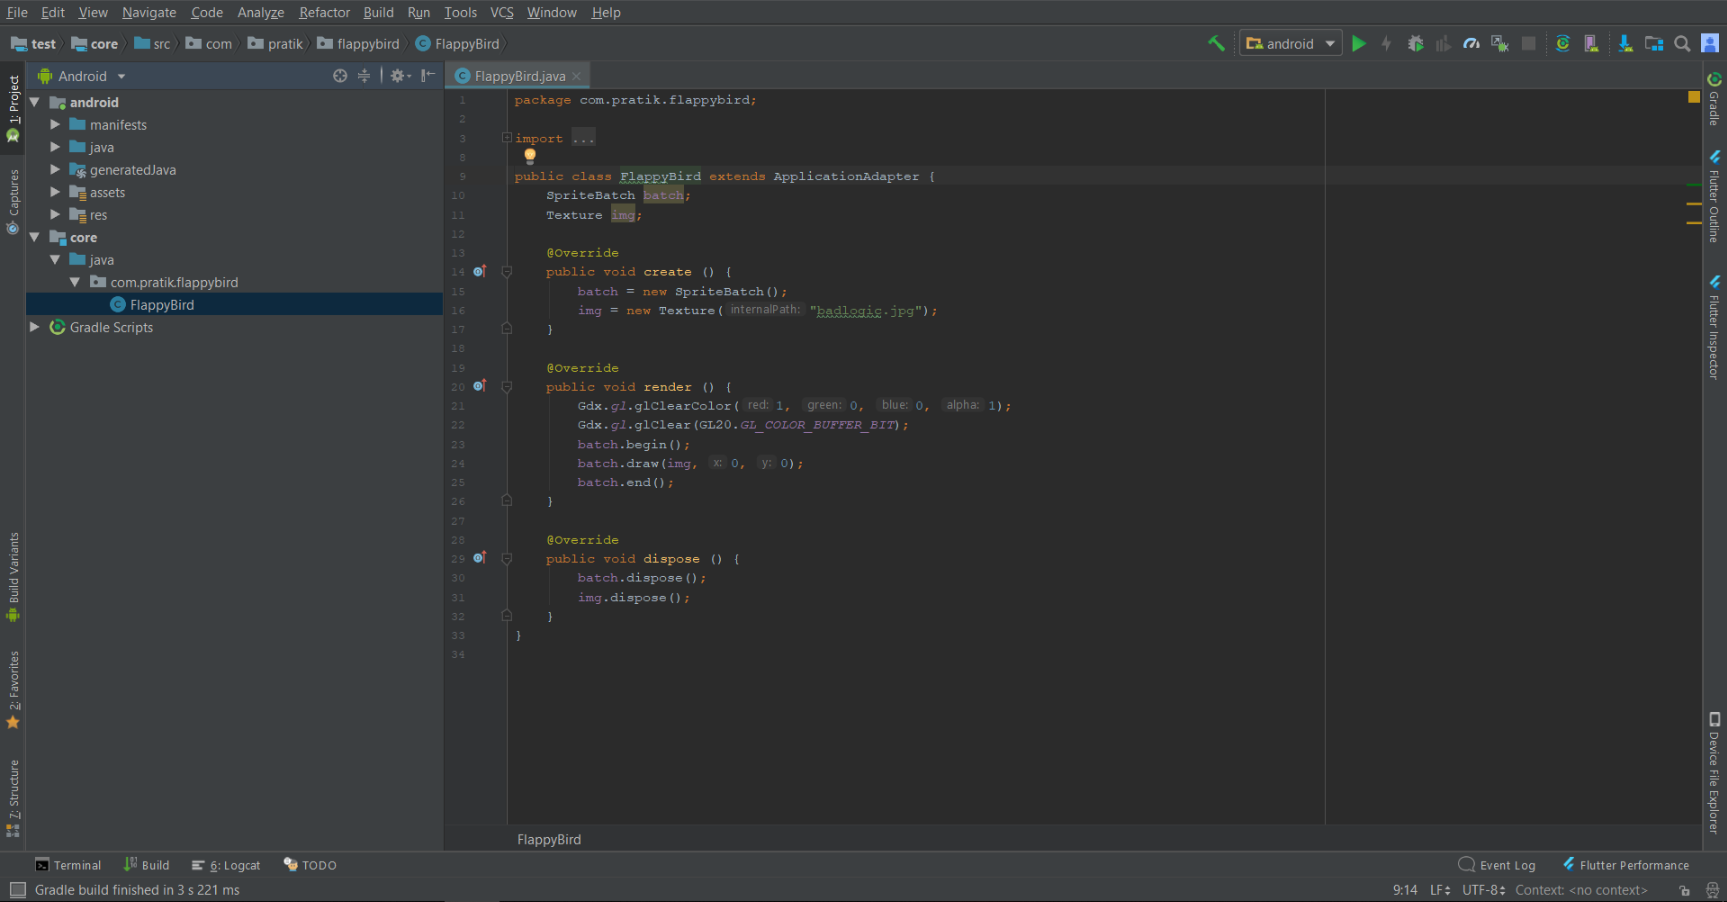 File Edit View Navigate Code Analyze Refactor Build Run Tools VCS Window Help
test core src com pratik flappybird FlappyBird
android
Android
FlappyBird.java
1: Project
Captures
Build Variants
2: Favorites
7: Structure
android
manifests
java
generatedJava
assets
res
core
java
com.pratik.flappybird
FlappyBird
Gradle Scripts
1 package com.pratik.flappybird;
2
3 import ...
8
9 public class FlappyBird extends ApplicationAdapter {
10 SpriteBatch batch;
11 Texture img;
12
13 @Override
14 public void create () {
15 batch = new SpriteBatch();
16 img = new Texture( internalPath: "badlogic.jpg");
17 }
18
19 @Override
20 public void render () {
21 Gdx.gl.glClearColor( red: 1, green: 0, blue: 0, alpha: 1);
22 Gdx.gl.glClear(GL20.GL_COLOR_BUFFER_BIT);
23 batch.begin();
24 batch.draw(img, x: 0, y: 0);
25 batch.end();
26 }
27
28 @Override
29 public void dispose () {
30 batch.dispose();
31 img.dispose();
32 }
33 }
34
FlappyBird
Gradle
Flutter Outline
Flutter Inspector
Device File Explorer
Terminal Build 6: Logcat TODO Event Log Flutter Performance
Gradle build finished in 3 s 221 ms 9:14 LF UTF-8 Context: <no context>